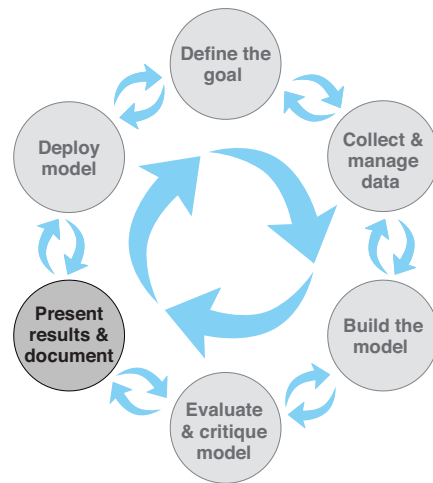 Define the
goal
Collect &
manage
data
Build the
model
Evaluate
& critique
model
Present
results &
document
Deploy
model